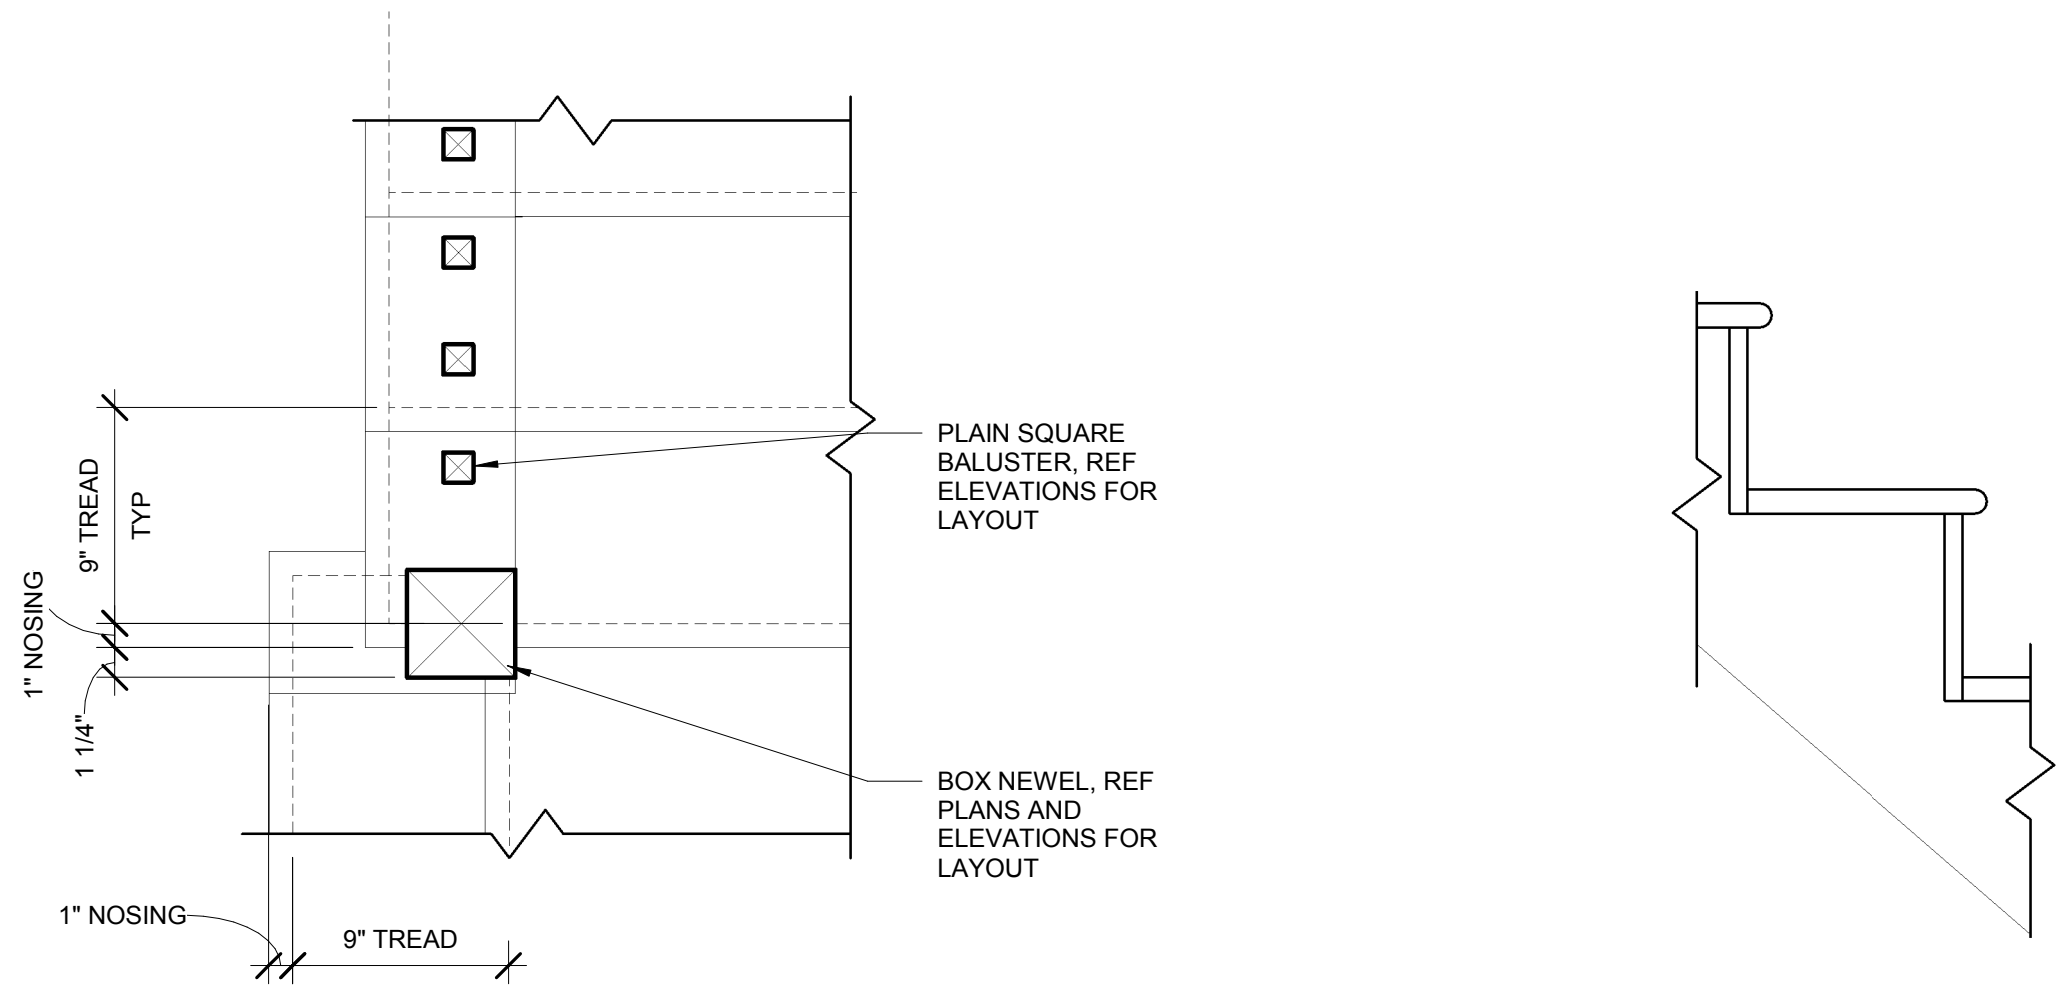 PLAIN SQUARE
BALUSTER, REF
ELEVATIONS FOR
LAYOUT
9" TREAD
TYP
1" NOSING
1 1/4"
BOX NEWEL, REF
PLANS AND
ELEVATIONS FOR
LAYOUT
1" NOSING
9" TREAD